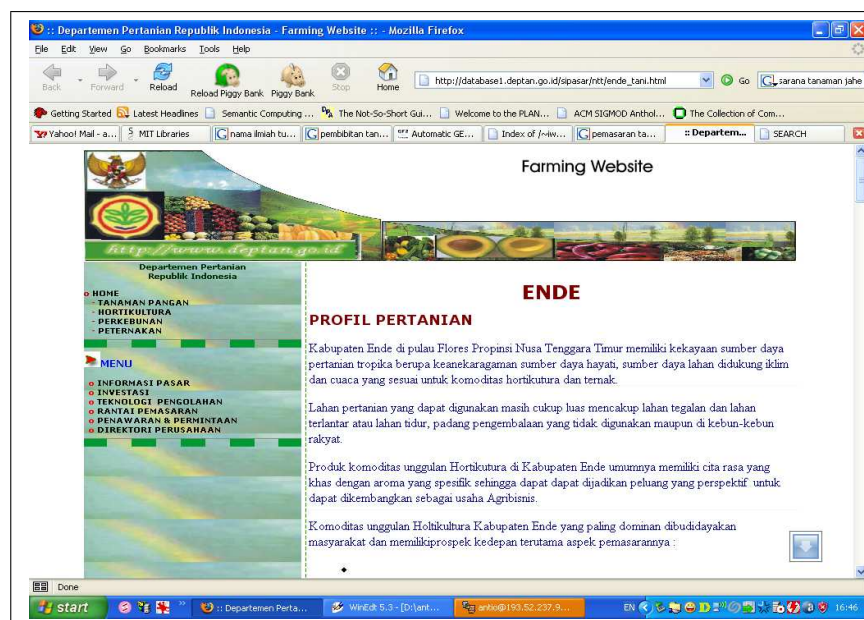 :: Departemen Pertanian Republik Indonesia - Farming Website :: - Mozilla Firefox
File Edit View Go Bookmarks Tools Help
Back Forward Reload Reload Piggy Bank Piggy Bank Stop Home http://database1.deptan.go.id/sipasar/ntt/ende_tani.html Go sarana tanaman jahe
Getting Started Latest Headlines Semantic Computing ... The Not-So-Short Gui... Welcome to the PLAN... ACM SIGMOD Anthol... The Collection of Com...
Yahoo! Mail - a... MIT Libraries nama ilmiah tu... pembibitan tan... Automatic GE... Index of /~iw... pemasaran ta... :: Departem... SEARCH
Farming Website
http://www.deptan.go.id
Departemen Pertanian
Republik Indonesia
HOME
- TANAMAN PANGAN
- HORTIKULTURA
- PERKEBUNAN
- PETERNAKAN
MENU
INFORMASI PASAR
INVESTASI
TEKNOLOGI PENGOLAHAN
RANTAI PEMASARAN
PENAWARAN & PERMINTAAN
DIREKTORI PERUSAHAAN
ENDE
PROFIL PERTANIAN
Kabupaten Ende di pulau Flores Propinsi Nusa Tenggara Timur memiliki kekayaan sumber daya
pertanian tropika berupa keanekaragaman sumber daya hayati, sumber daya lahan didukung iklim
dan cuaca yang sesuai untuk komoditas hortikutura dan ternak.
Lahan pertanian yang dapat digunakan masih cukup luas mencakup lahan tegalan dan lahan
terlantar atau lahan tidur, padang pengembalaan yang tidak digunakan maupun di kebun-kebun
rakyat.
Produk komoditas unggulan Hortikutura di Kabupaten Ende umumnya memiliki cita rasa yang
khas dengan aroma yang spesifik sehingga dapat dapat dijadikan peluang yang perspektif untuk
dapat dikembangkan sebagai usaha Agribisnis.
Komoditas unggulan Holtikultura Kabupaten Ende yang paling dominan dibudidayakan
masyarakat dan memilikiprospek kedepan terutama aspek pemasarannya :
Done
start :: Departemen Perta... WinEdt 5.3 - [D:\ant... antio@193.52.237.9... EN 16:46